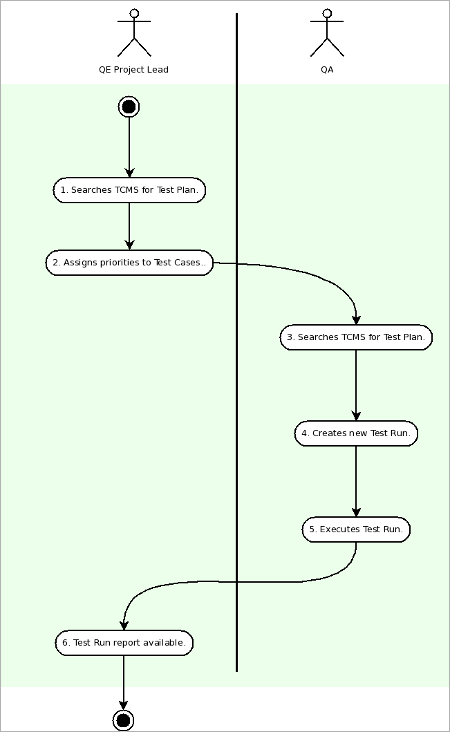 QE Project Lead
QA
1. Searches TCMS for Test Plan.
2. Assigns priorities to Test Cases..
3. Searches TCMS for Test Plan.
4. Creates new Test Run.
5. Executes Test Run.
6. Test Run report available.